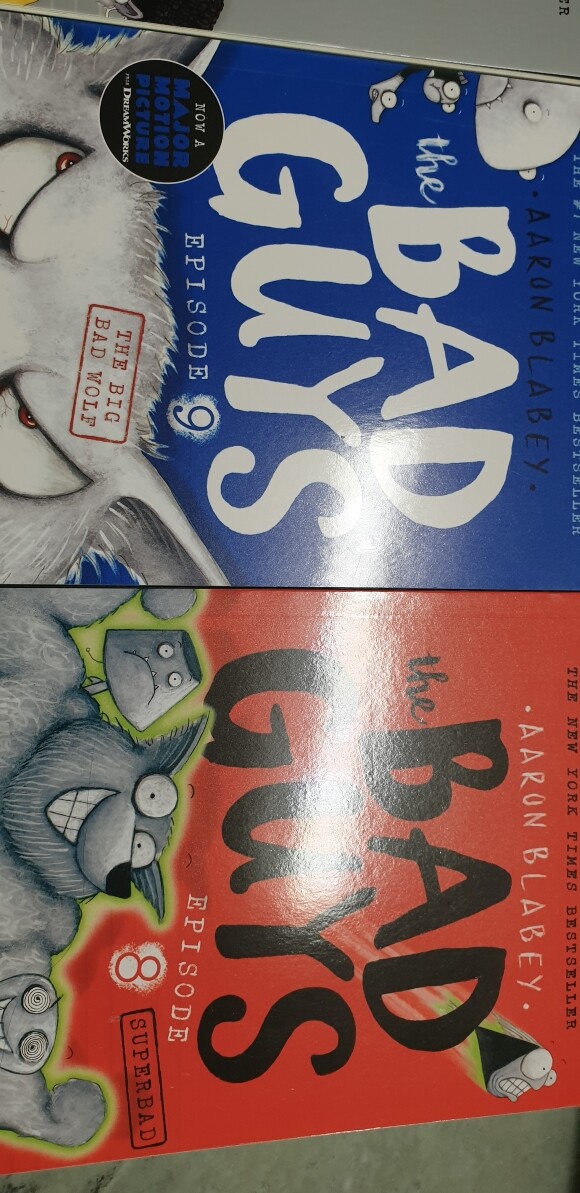 THE #1 NEW YORK TIMES BESTSELLER
• AARON BLABEY •
the
BAD
GUYS
EPISODE 9
NOW A
MAJOR
MOTION
PICTURE
FROM DREAMWORKS
THE BIG
BAD WOLF
THE NEW YORK TIMES BESTSELLER
• AARON BLABEY •
the
BAD
GUYS
EPISODE
8
SUPERBAD